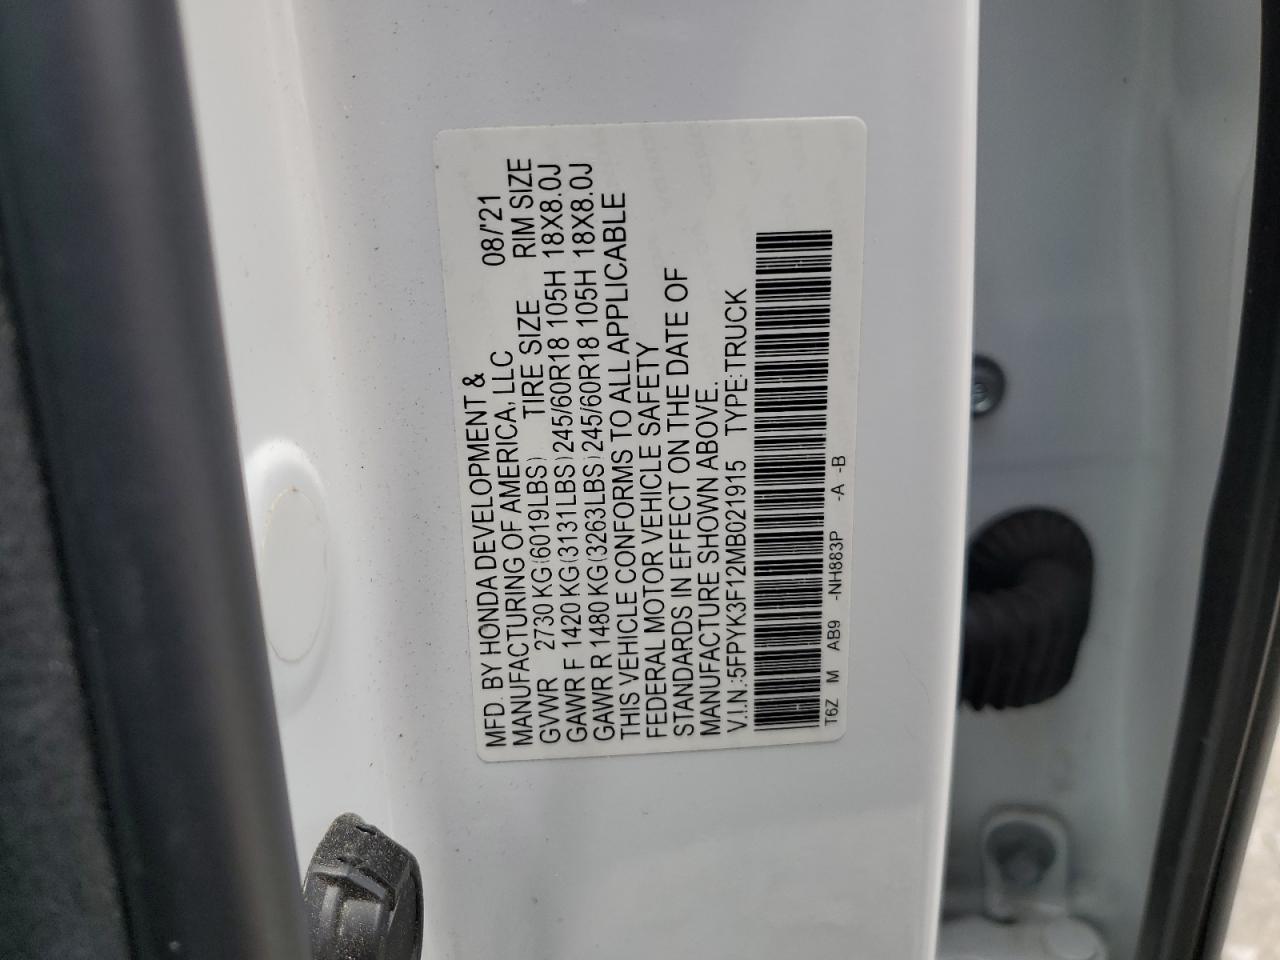 MFD. BY HONDA DEVELOPMENT & 08/'21
MANUFACTURING OF AMERICA, LLC
GVWR 2730 KG (6019LBS) TIRE SIZE RIM SIZE
GAWR F 1420 KG (3131LBS) 245/60R18 105H 18X8.0J
GAWR R 1480 KG (3263LBS) 245/60R18 105H 18X8.0J
THIS VEHICLE CONFORMS TO ALL APPLICABLE
FEDERAL MOTOR VEHICLE SAFETY
STANDARDS IN EFFECT ON THE DATE OF
MANUFACTURE SHOWN ABOVE.
V.I.N.:5FPYK3F12MB021915 TYPE:TRUCK
T6Z M AB9 -NH883P -A -B